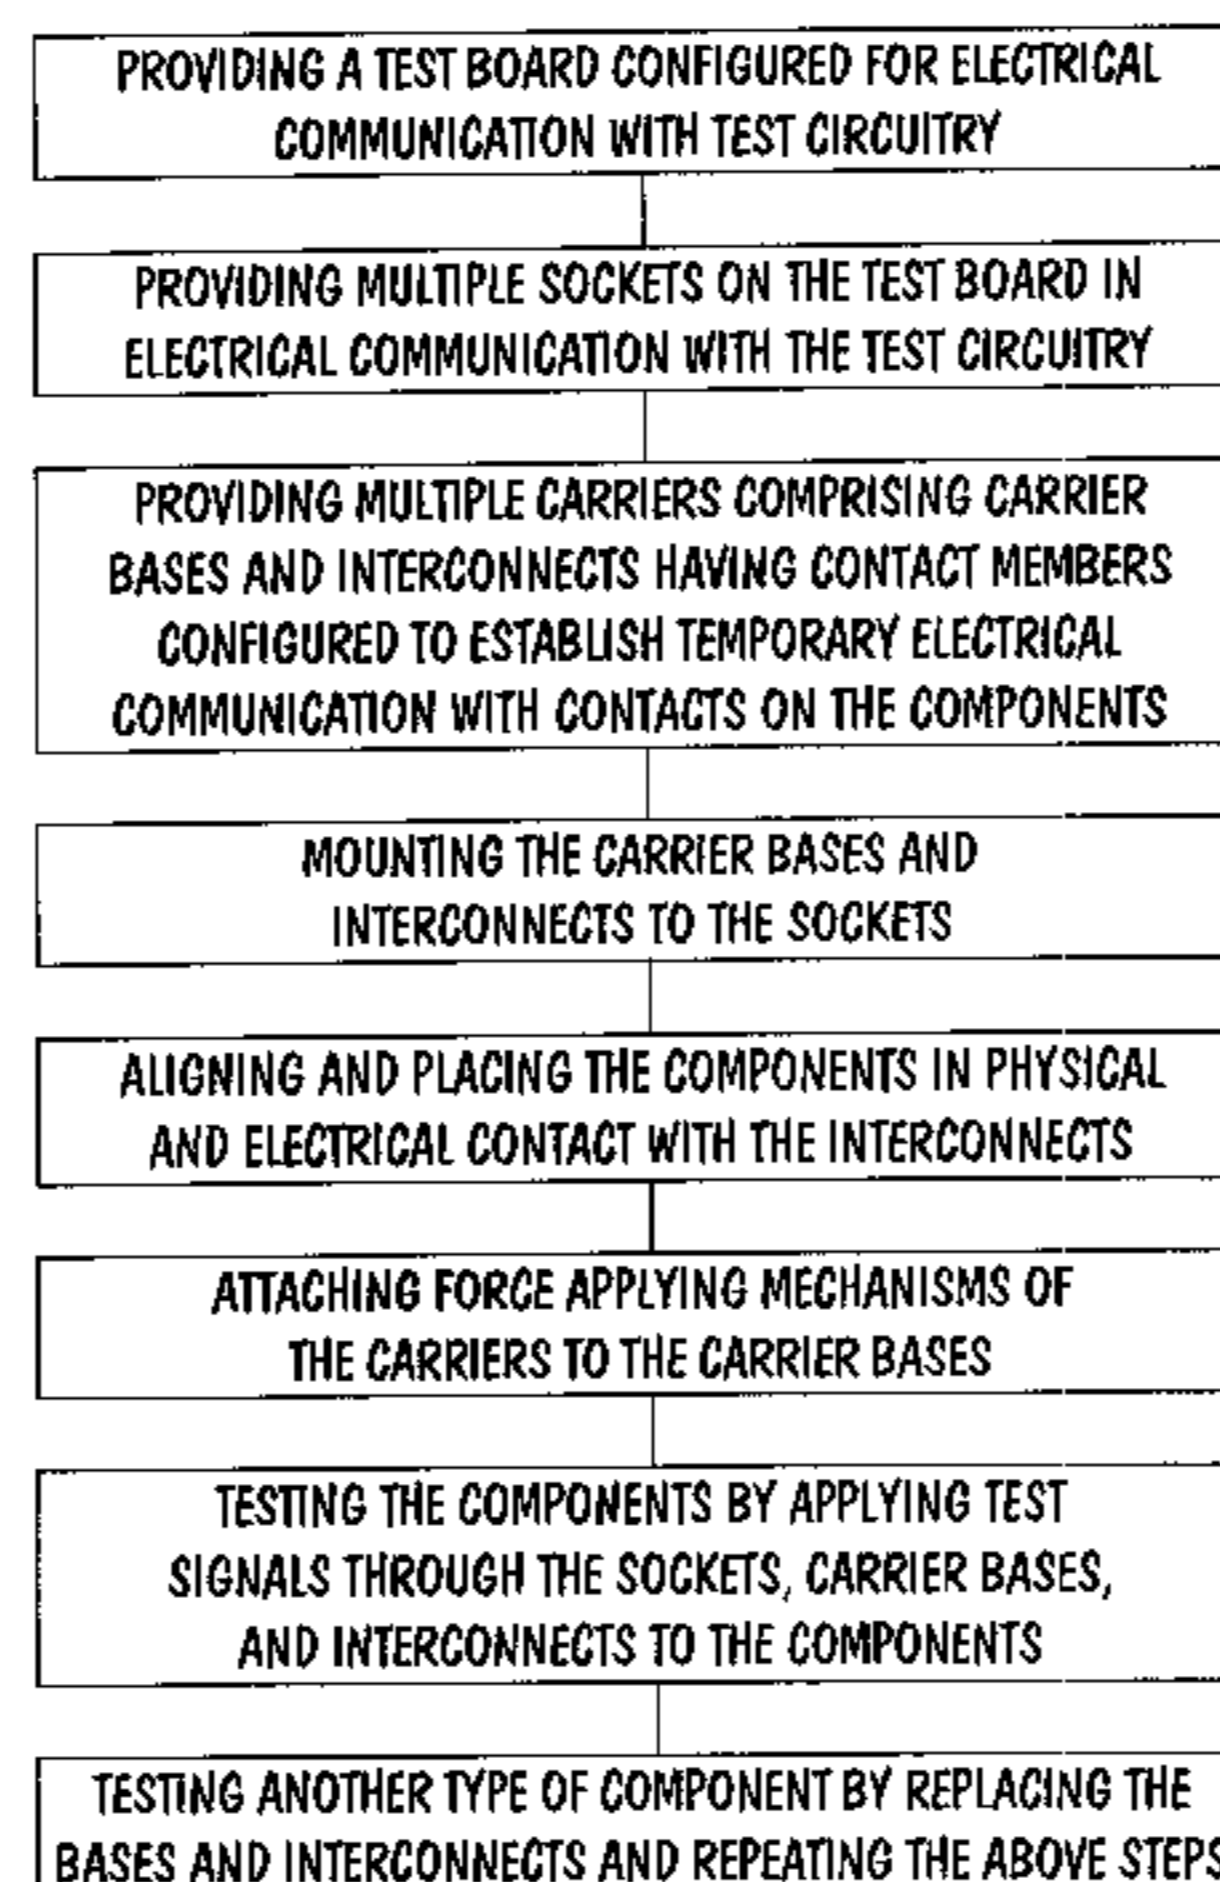 PROVIDING A TEST BOARD CONFIGURED FOR ELECTRICAL
COMMUNICATION WITH TEST CIRCUITRY
PROVIDING MULTIPLE SOCKETS ON THE TEST BOARD IN
ELECTRICAL COMMUNICATION WITH THE TEST CIRCUITRY
PROVIDING MULTIPLE CARRIERS COMPRISING CARRIER
BASES AND INTERCONNECTS HAVING CONTACT MEMBERS
CONFIGURED TO ESTABLISH TEMPORARY ELECTRICAL
COMMUNICATION WITH CONTACTS ON THE COMPONENTS
MOUNTING THE CARRIER BASES AND
INTERCONNECTS TO THE SOCKETS
ALIGNING AND PLACING THE COMPONENTS IN PHYSICAL
AND ELECTRICAL CONTACT WITH THE INTERCONNECTS
ATTACHING FORCE APPLYING MECHANISMS OF
THE CARRIERS TO THE CARRIER BASES
TESTING THE COMPONENTS BY APPLYING TEST
SIGNALS THROUGH THE SOCKETS, CARRIER BASES,
AND INTERCONNECTS TO THE COMPONENTS
TESTING ANOTHER TYPE OF COMPONENT BY REPLACING THE
BASES AND INTERCONNECTS AND REPEATING THE ABOVE STEPS